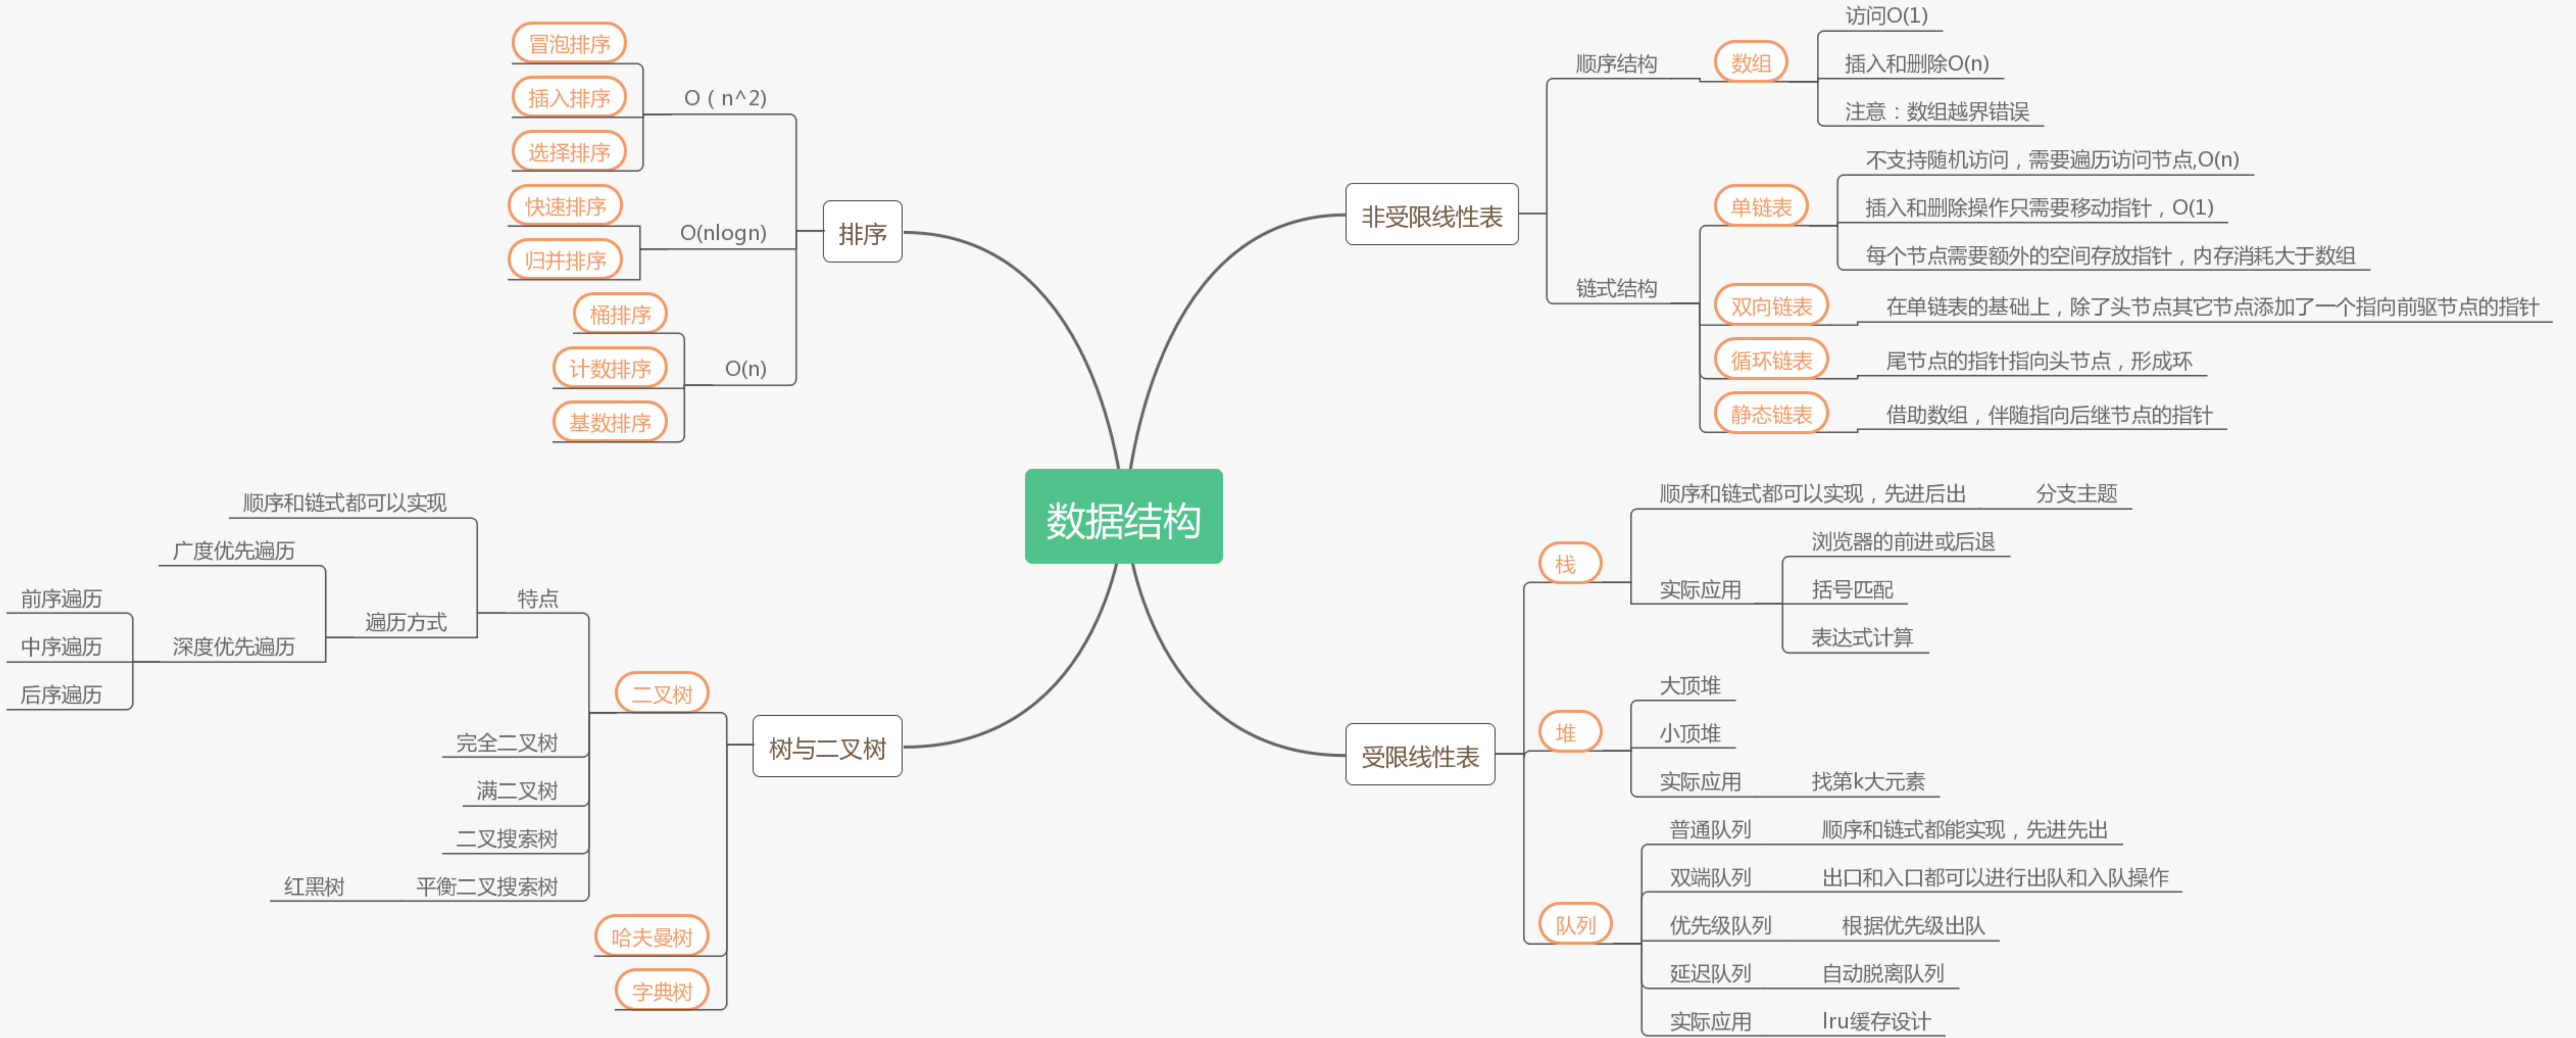 数据结构
非受限线性表
顺序结构
数组
访问O(1)
插入和删除O(n)
注意：数组越界错误
链式结构
单链表
不支持随机访问，需要遍历访问节点,O(n)
插入和删除操作只需要移动指针，O(1)
每个节点需要额外的空间存放指针，内存消耗大于数组
双向链表
在单链表的基础上，除了头节点其它节点添加了一个指向前驱节点的指针
循环链表
尾节点的指针指向头节点，形成环
静态链表
借助数组，伴随指向后继节点的指针
受限线性表
栈
顺序和链式都可以实现，先进后出
分支主题
实际应用
浏览器的前进或后退
括号匹配
表达式计算
堆
大顶堆
小顶堆
实际应用
找第k大元素
队列
普通队列
顺序和链式都能实现，先进先出
双端队列
出口和入口都可以进行出队和入队操作
优先级队列
根据优先级出队
延迟队列
自动脱离队列
实际应用
lru缓存设计
排序
O（n^2)
冒泡排序
插入排序
选择排序
O(nlogn)
快速排序
归并排序
O(n)
桶排序
计数排序
基数排序
树与二叉树
二叉树
特点
顺序和链式都可以实现
遍历方式
广度优先遍历
深度优先遍历
前序遍历
中序遍历
后序遍历
完全二叉树
满二叉树
二叉搜索树
平衡二叉搜索树
红黑树
哈夫曼树
字典树